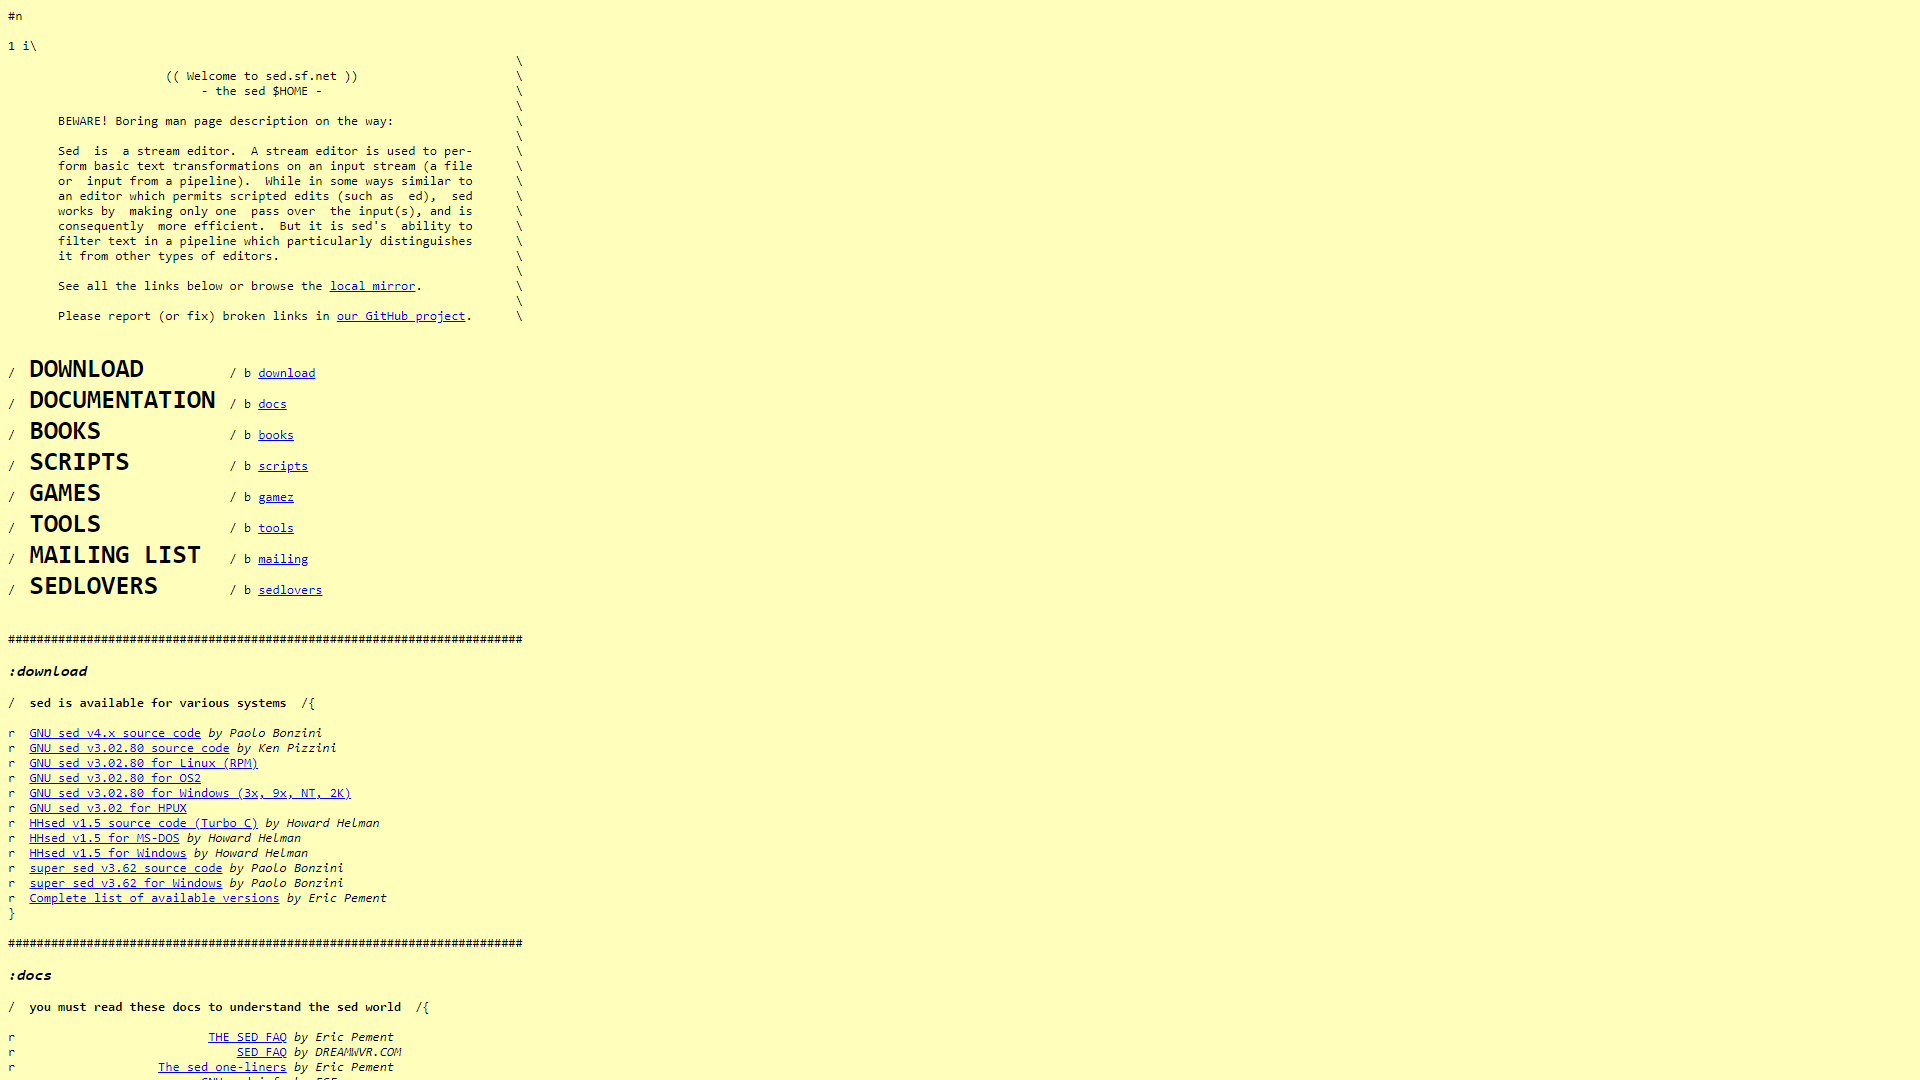 #n
1 i\
\
(( Welcome to sed.sf.net )) \
- the sed $HOME - \
\
BEWARE! Boring man page description on the way: \
\
Sed  is  a stream editor.  A stream editor is used to per- \
form basic text transformations on an input stream (a file \
or  input from a pipeline).  While in some ways similar to \
an editor which permits scripted edits (such as  ed),  sed \
works by  making only one  pass over  the input(s), and is \
consequently  more efficient.  But it is sed's  ability to \
filter text in a pipeline which particularly distinguishes \
it from other types of editors. \
\
See all the links below or browse the local mirror. \
\
Please report (or fix) broken links in our GitHub project. \
/ DOWNLOAD / b download
/ DOCUMENTATION / b docs
/ BOOKS / b books
/ SCRIPTS / b scripts
/ GAMES / b gamez
/ TOOLS / b tools
/ MAILING LIST / b mailing
/ SEDLOVERS / b sedlovers
########################################################################
:download
/ sed is available for various systems /{
r GNU sed v4.x source code by Paolo Bonzini
r GNU sed v3.02.80 source code by Ken Pizzini
r GNU sed v3.02.80 for Linux (RPM)
r GNU sed v3.02.80 for OS2
r GNU sed v3.02.80 for Windows (3x, 9x, NT, 2K)
r GNU sed v3.02 for HPUX
r HHsed v1.5 source code (Turbo C) by Howard Helman
r HHsed v1.5 for MS-DOS by Howard Helman
r HHsed v1.5 for Windows by Howard Helman
r super sed v3.62 source code by Paolo Bonzini
r super sed v3.62 for Windows by Paolo Bonzini
r Complete list of available versions by Eric Pement
}
########################################################################
:docs
/ you must read these docs to understand the sed world /{
r THE SED FAQ by Eric Pement
r SED FAQ by DREAMWVR.COM
r The sed one-liners by Eric Pement